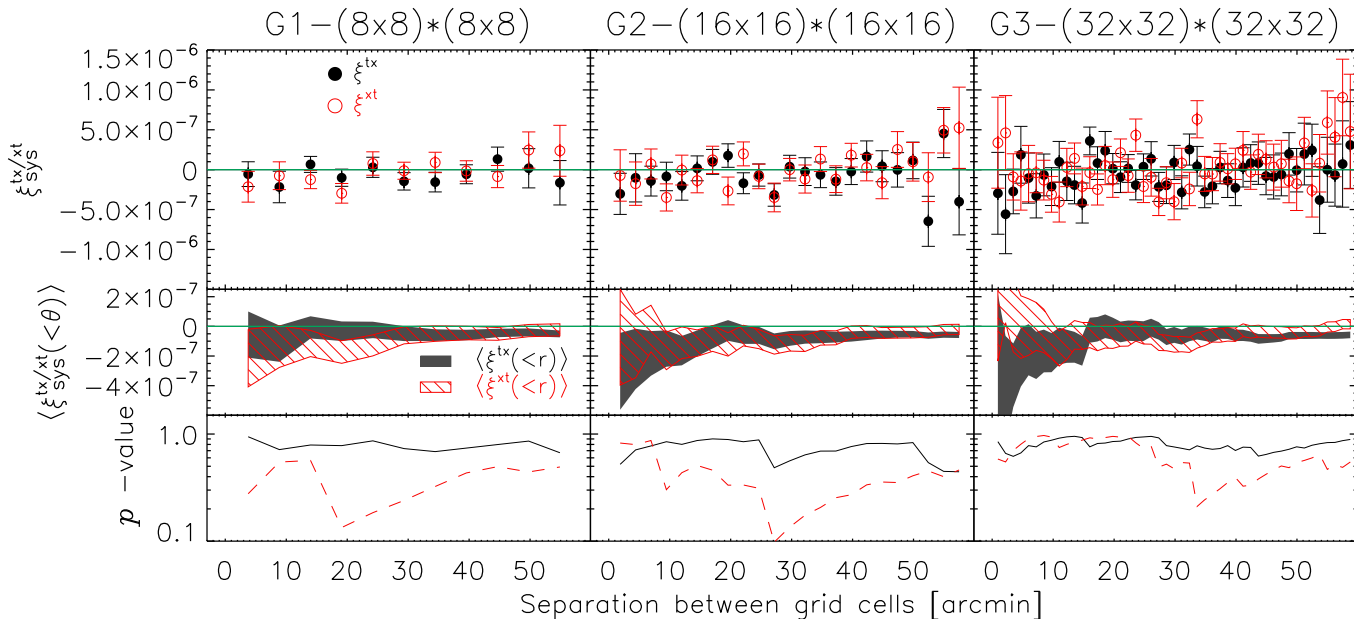 G1−(8x8)*(8x8)
G2−(16x16)*(16x16)
G3−(32x32)*(32x32)
1.5×10⁻⁶
1.0×10⁻⁶
5.0×10⁻⁷
0
−5.0×10⁻⁷
−1.0×10⁻⁶
ξ^{tx/xt}_{sys}
ξ^{tx}
ξ^{xt}
2×10⁻⁷
0
−2×10⁻⁷
−4×10⁻⁷
⟨ξ^{tx/xt}_{sys}(<θ)⟩
⟨ξ^{tx}(<r)⟩
⟨ξ^{xt}(<r)⟩
1.0
0.1
p −value
0 10 20 30 40 50
0 10 20 30 40 50
0 10 20 30 40 50
Separation between grid cells [arcmin]